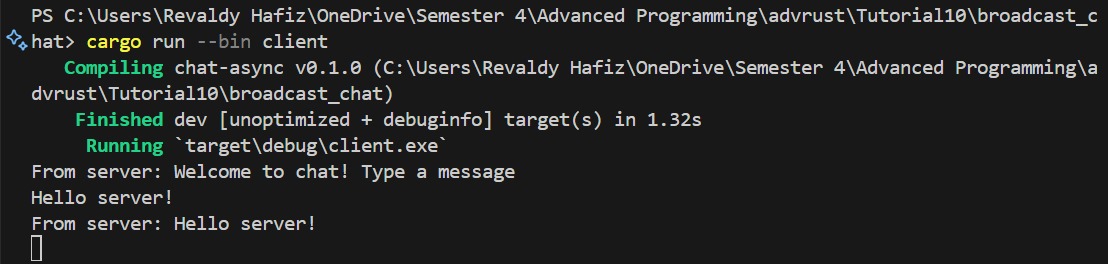 PS C:\Users\Revaldy Hafiz\OneDrive\Semester 4\Advanced Programming\advrust\Tutorial10\broadcast_c
hat> cargo run --bin client
   Compiling chat-async v0.1.0 (C:\Users\Revaldy Hafiz\OneDrive\Semester 4\Advanced Programming\a
dvrust\Tutorial10\broadcast_chat)
    Finished dev [unoptimized + debuginfo] target(s) in 1.32s
     Running `target\debug\client.exe`
From server: Welcome to chat! Type a message
Hello server!
From server: Hello server!